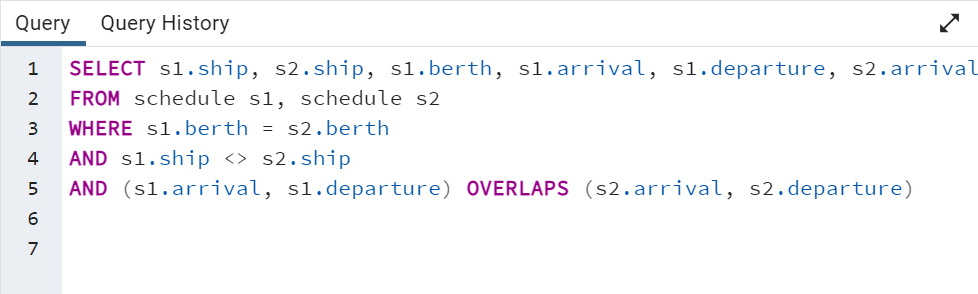 Query Query History
1 SELECT s1.ship, s2.ship, s1.berth, s1.arrival, s1.departure, s2.arrival
2 FROM schedule s1, schedule s2
3 WHERE s1.berth = s2.berth
4 AND s1.ship <> s2.ship
5 AND (s1.arrival, s1.departure) OVERLAPS (s2.arrival, s2.departure)
6
7